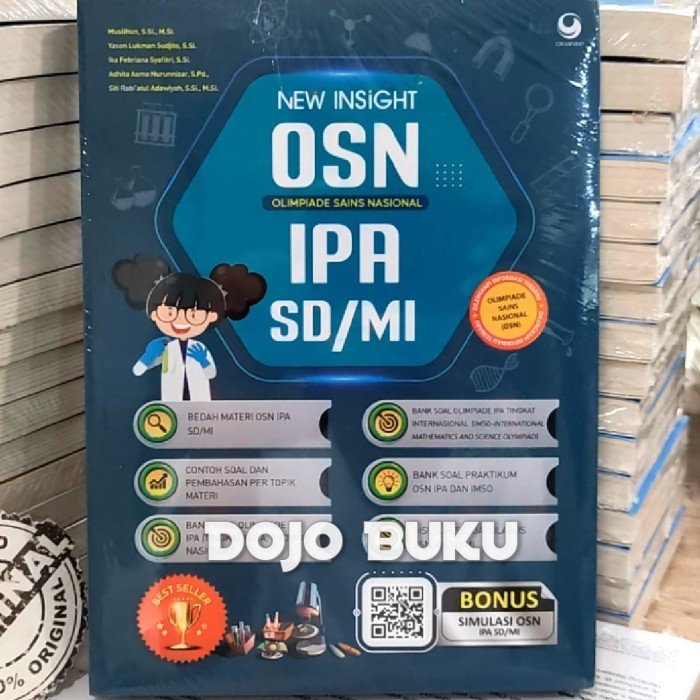 Muslihun, S.Si., M.Si.
Yason Lukman Sudjito, S.Si.
Ika Febriana Syafitri, S.Si.
Adhita Asma Nurunnizar, S.Pd.,
Siti Rabi'atul Adawiyah, S.Si., M.Si.
NEW INSIGHT
OSN
OLIMPIADE SAINS NASIONAL
IPA
SD/MI
OLIMPIADE
SAINS
NASIONAL
(OSN)
BEDAH MATERI OSN IPA
SD/MI
BANK SOAL OLIMPIADE IPA TINGKAT
INTERNASIONAL (IMSO-INTERNATIONAL
MATHEMATICS AND SCIENCE OLYMPIAD)
CONTOH SOAL DAN
PEMBAHASAN PER TOPIK
MATERI
BANK SOAL PRAKTIKUM
OSN IPA DAN IMSO
IPA
DOJO BUKU
BEST SELLER
BONUS
SIMULASI OSN
IPA SD/MI
ORIGINAL